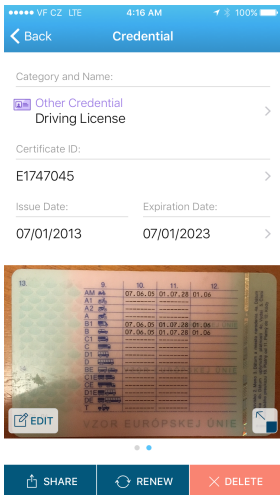 VF CZ LTE 4:16 AM 100%
Back Credential
Category and Name:
Other Credential
Driving License
Certificate ID:
E1747045
Issue Date: Expiration Date:
07/01/2013 07/01/2023
13. 9. 10. 11. 12.
AM 07.06.05 01.07.28 01.06
A1
A2
A
B1 07.06.05 01.07.28 01.06
B 07.06.05 01.07.28 01.06
C1
C
D1
D
BE
C1E
CE
D1E
DE
T
VZOR EURÓPSKEJ ÚNIE
EDIT
SHARE RENEW DELETE